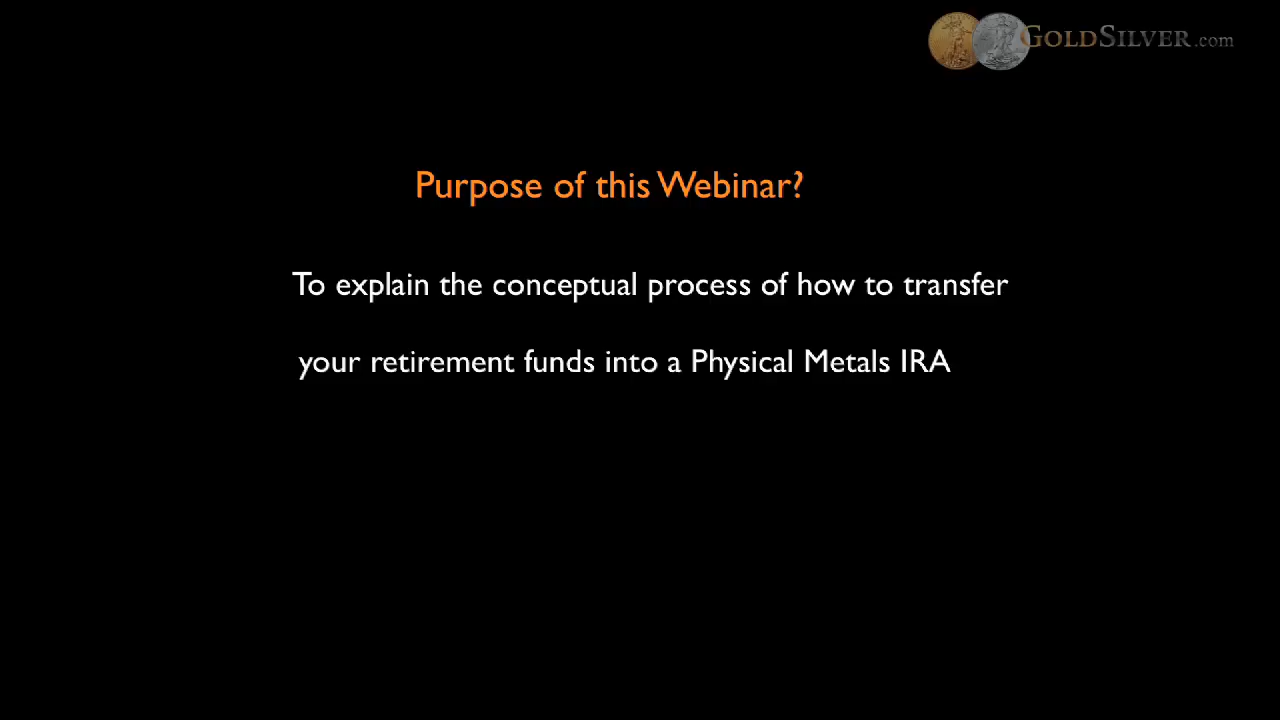 GOLDSILVER.com
Purpose of this Webinar?
To explain the conceptual process of how to transfer
your retirement funds into a Physical Metals IRA